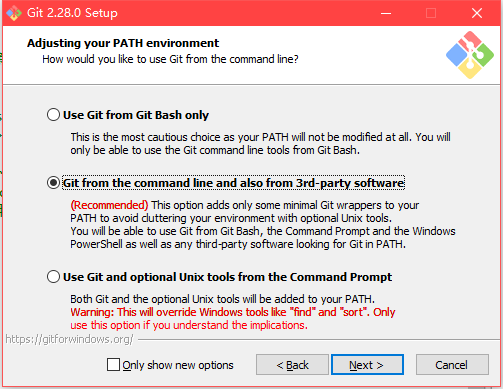 Git 2.28.0 Setup
Adjusting your PATH environment
How would you like to use Git from the command line?
Use Git from Git Bash only
This is the most cautious choice as your PATH will not be modified at all. You will
only be able to use the Git command line tools from Git Bash.
Git from the command line and also from 3rd-party software
(Recommended) This option adds only some minimal Git wrappers to your
PATH to avoid cluttering your environment with optional Unix tools.
You will be able to use Git from Git Bash, the Command Prompt and the Windows
PowerShell as well as any third-party software looking for Git in PATH.
Use Git and optional Unix tools from the Command Prompt
Both Git and the optional Unix tools will be added to your PATH.
Warning: This will override Windows tools like "find" and "sort". Only
use this option if you understand the implications.
https://gitforwindows.org/
Only show new options
< Back
Next >
Cancel